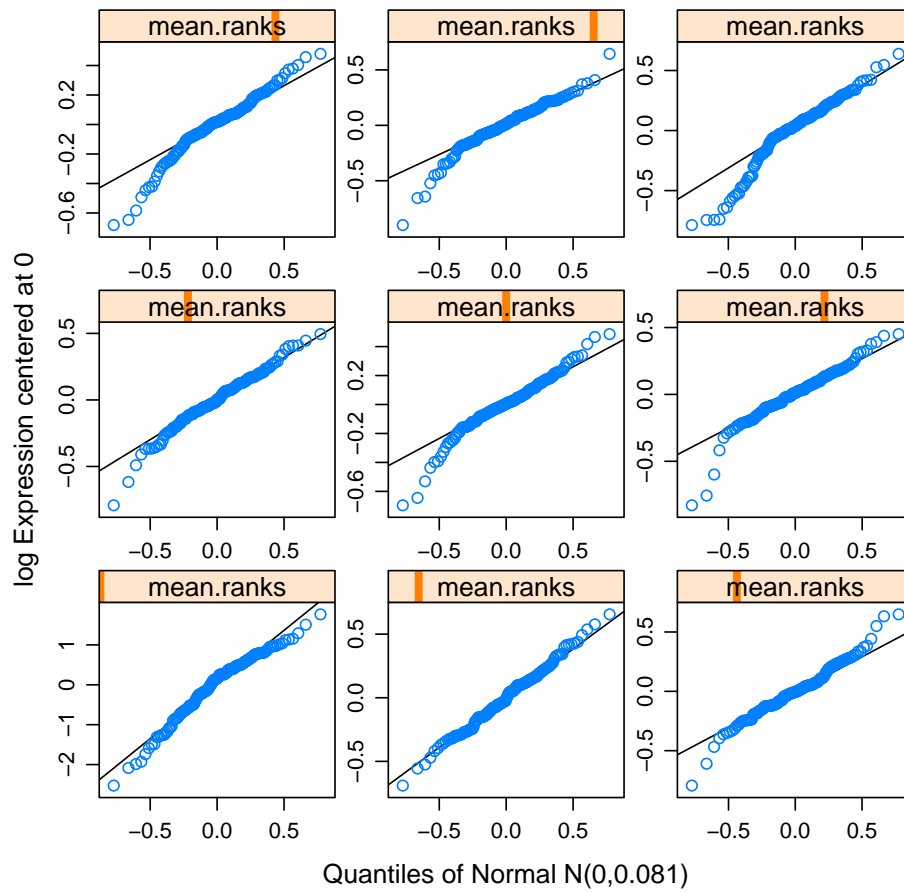 log Expression centered at 0
mean.ranks mean.ranks mean.ranks
0.2 0.5 0.5
−0.2 0.0 0.0
−0.6 −0.5 −0.5
−0.5 0.0 0.5 −0.5 0.0 0.5 −0.5 0.0 0.5
mean.ranks mean.ranks mean.ranks
0.5 0.2 0.5
0.0 −0.2 0.0
−0.5 −0.6 −0.5
−0.5 0.0 0.5 −0.5 0.0 0.5 −0.5 0.0 0.5
mean.ranks mean.ranks mean.ranks
1 0.5 0.5
0 0.0 0.0
−1 −0.5 −0.5
−2
−0.5 0.0 0.5 −0.5 0.0 0.5 −0.5 0.0 0.5
Quantiles of Normal N(0,0.081)